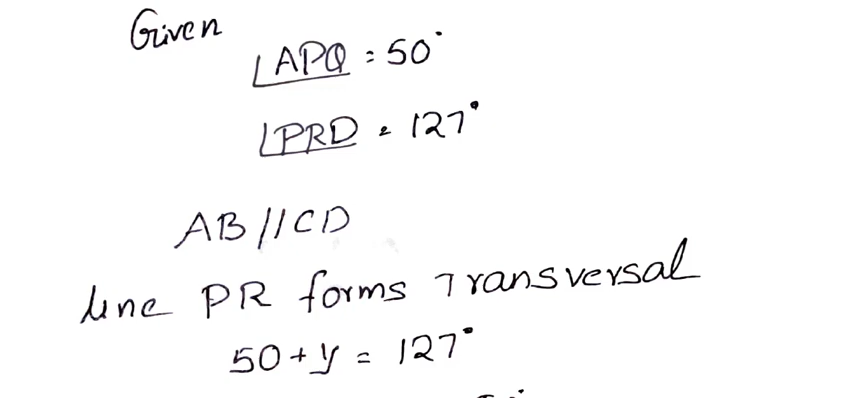 Given
∠APQ = 50°
∠PRD = 127°
AB // CD
line PR forms Transversal
50 + y = 127°